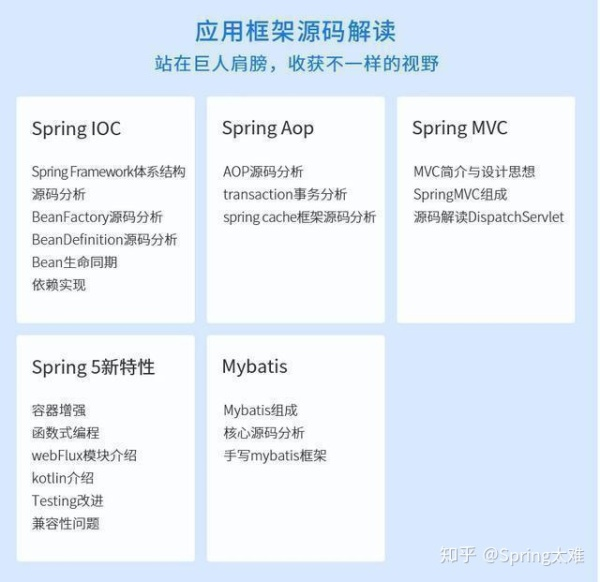 应用框架源码解读
站在巨人肩膀，收获不一样的视野
Spring IOC
Spring Framework体系结构
源码分析
BeanFactory源码分析
BeanDefinition源码分析
Bean生命同期
依赖实现
Spring Aop
AOP源码分析
transaction事务分析
spring cache框架源码分析
Spring MVC
MVC简介与设计思想
SpringMVC组成
源码解读DispatchServlet
Spring 5新特性
容器增强
函数式编程
webFlux模块介绍
kotlin介绍
Testing改进
兼容性问题
Mybatis
Mybatis组成
核心源码分析
手写mybatis框架
知乎 @Spring太难